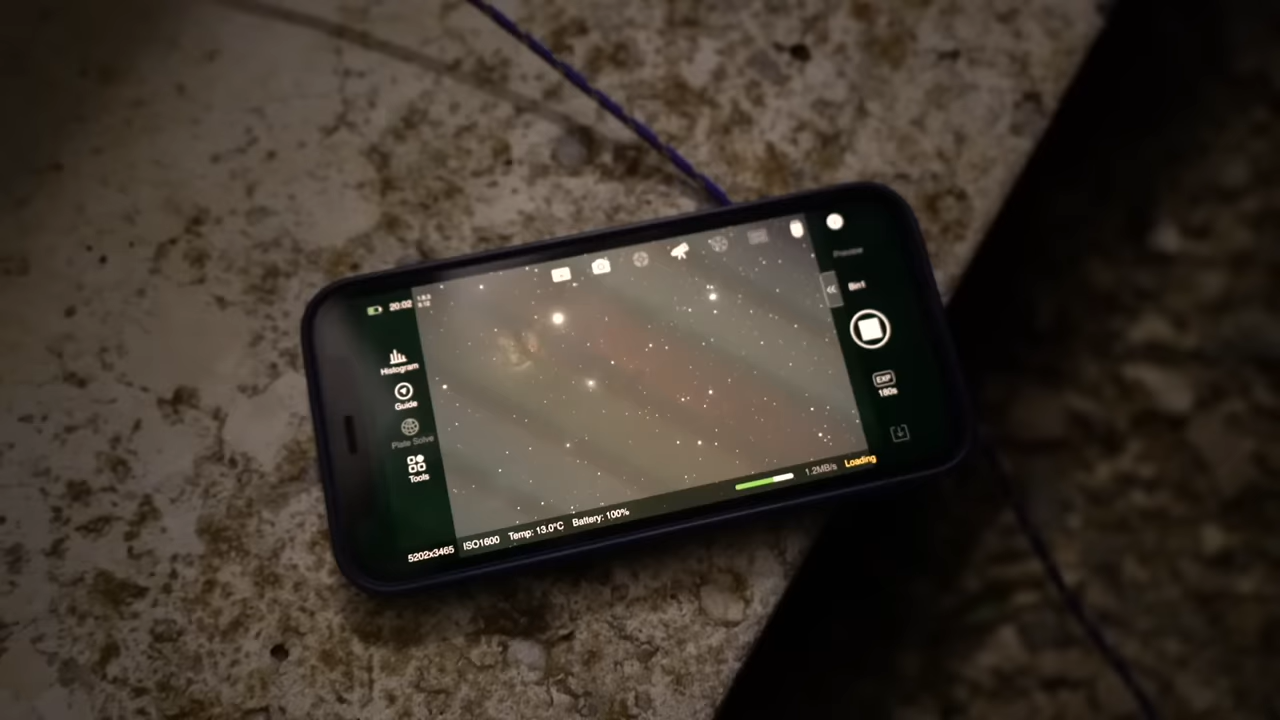 20:02
Histogram
Guide
Plate Solve
Tools
5202x3465
ISO1600 Temp: 13.0°C Battery: 100%
1.2MB/s Loading
Preview
Bin1
EXP
180s